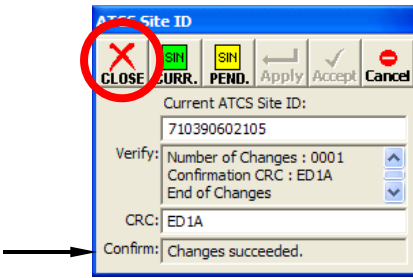 ATCS Site ID
CLOSE SIN CURR. SIN PEND. Apply Accept Cancel
Current ATCS Site ID:
710390602105
Verify: Number of Changes : 0001
Confirmation CRC : ED1A
End of Changes
CRC: ED1A
Confirm: Changes succeeded.